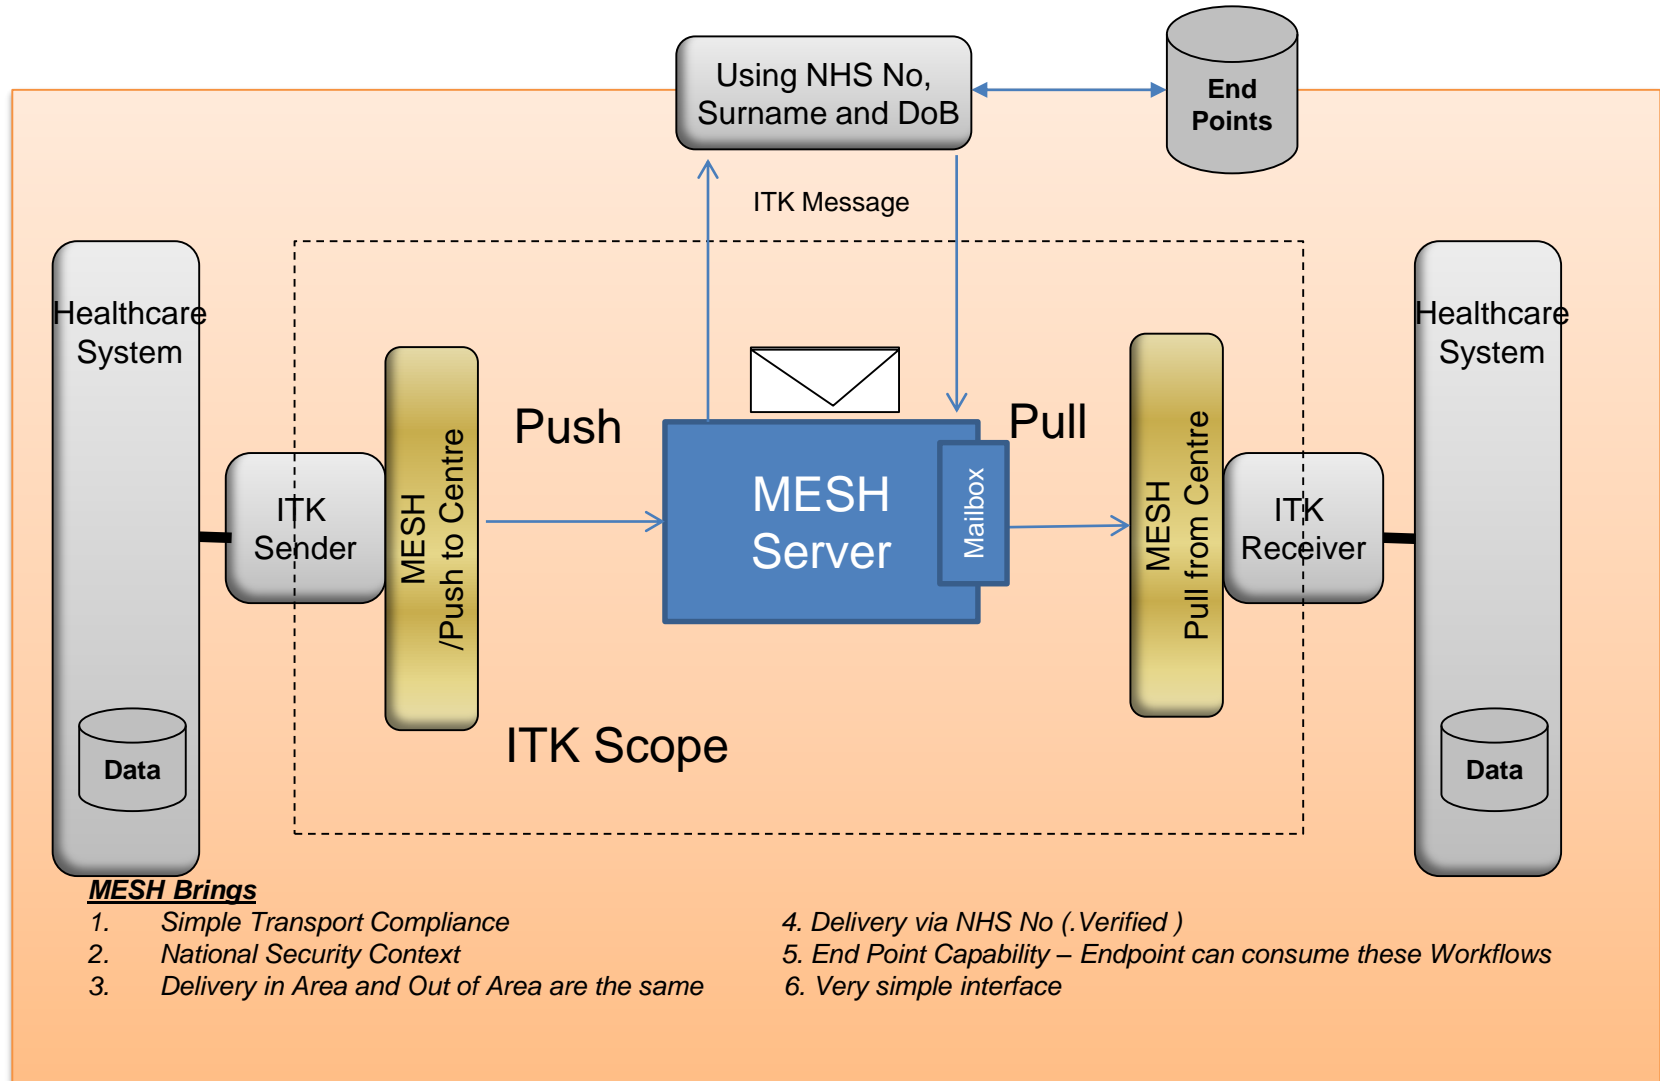 Using NHS No,
Surname and DoB
End
Points
ITK Message
Healthcare
System
Data
ITK
Sender
MESH
/Push to Centre
Push
MESH
Server
Mailbox
Pull
MESH
Pull from Centre
ITK
Receiver
Healthcare
System
Data
ITK Scope
MESH Brings
1. Simple Transport Compliance
2. National Security Context
3. Delivery in Area and Out of Area are the same
4. Delivery via NHS No (.Verified )
5. End Point Capability – Endpoint can consume these Workflows
6. Very simple interface